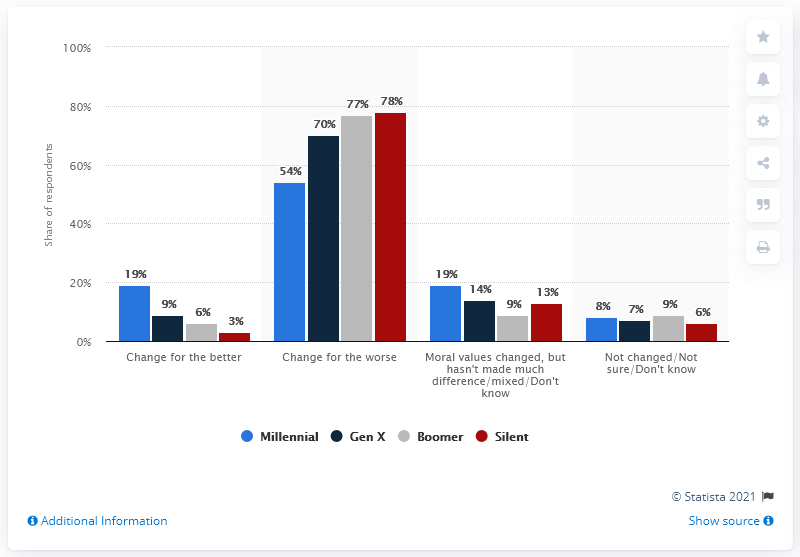 100%
80%
60%
40%
20%
0%
Share of respondents
19%
9%
6%
3%
54%
70%
77%
78%
19%
14%
9%
13%
8%
7%
9%
6%
Change for the better
Change for the worse
Moral values changed, but
hasn't made much
difference/mixed/Don't
know
Not changed/Not
sure/Don't know
Millennial
Gen X
Boomer
Silent
© Statista 2021
Additional Information
Show source